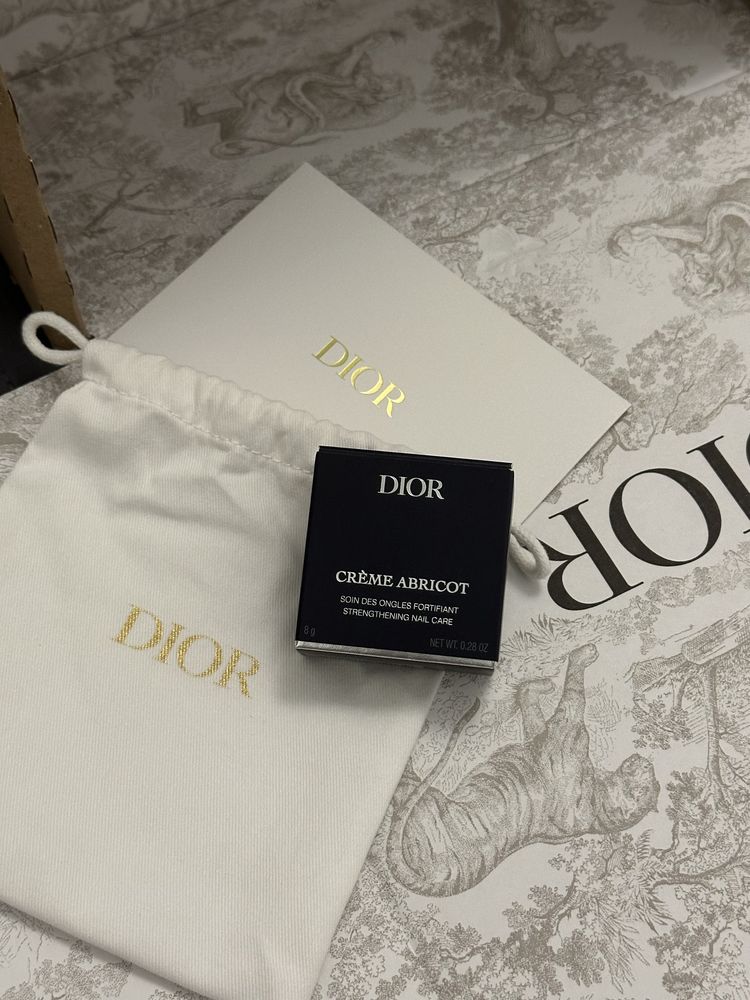 DIOR
DIOR
CRÈME ABRICOT
SOIN DES ONGLES FORTIFIANT
STRENGTHENING NAIL CARE
8 g
NET WT. 0.28 OZ
DIOR
DIOR